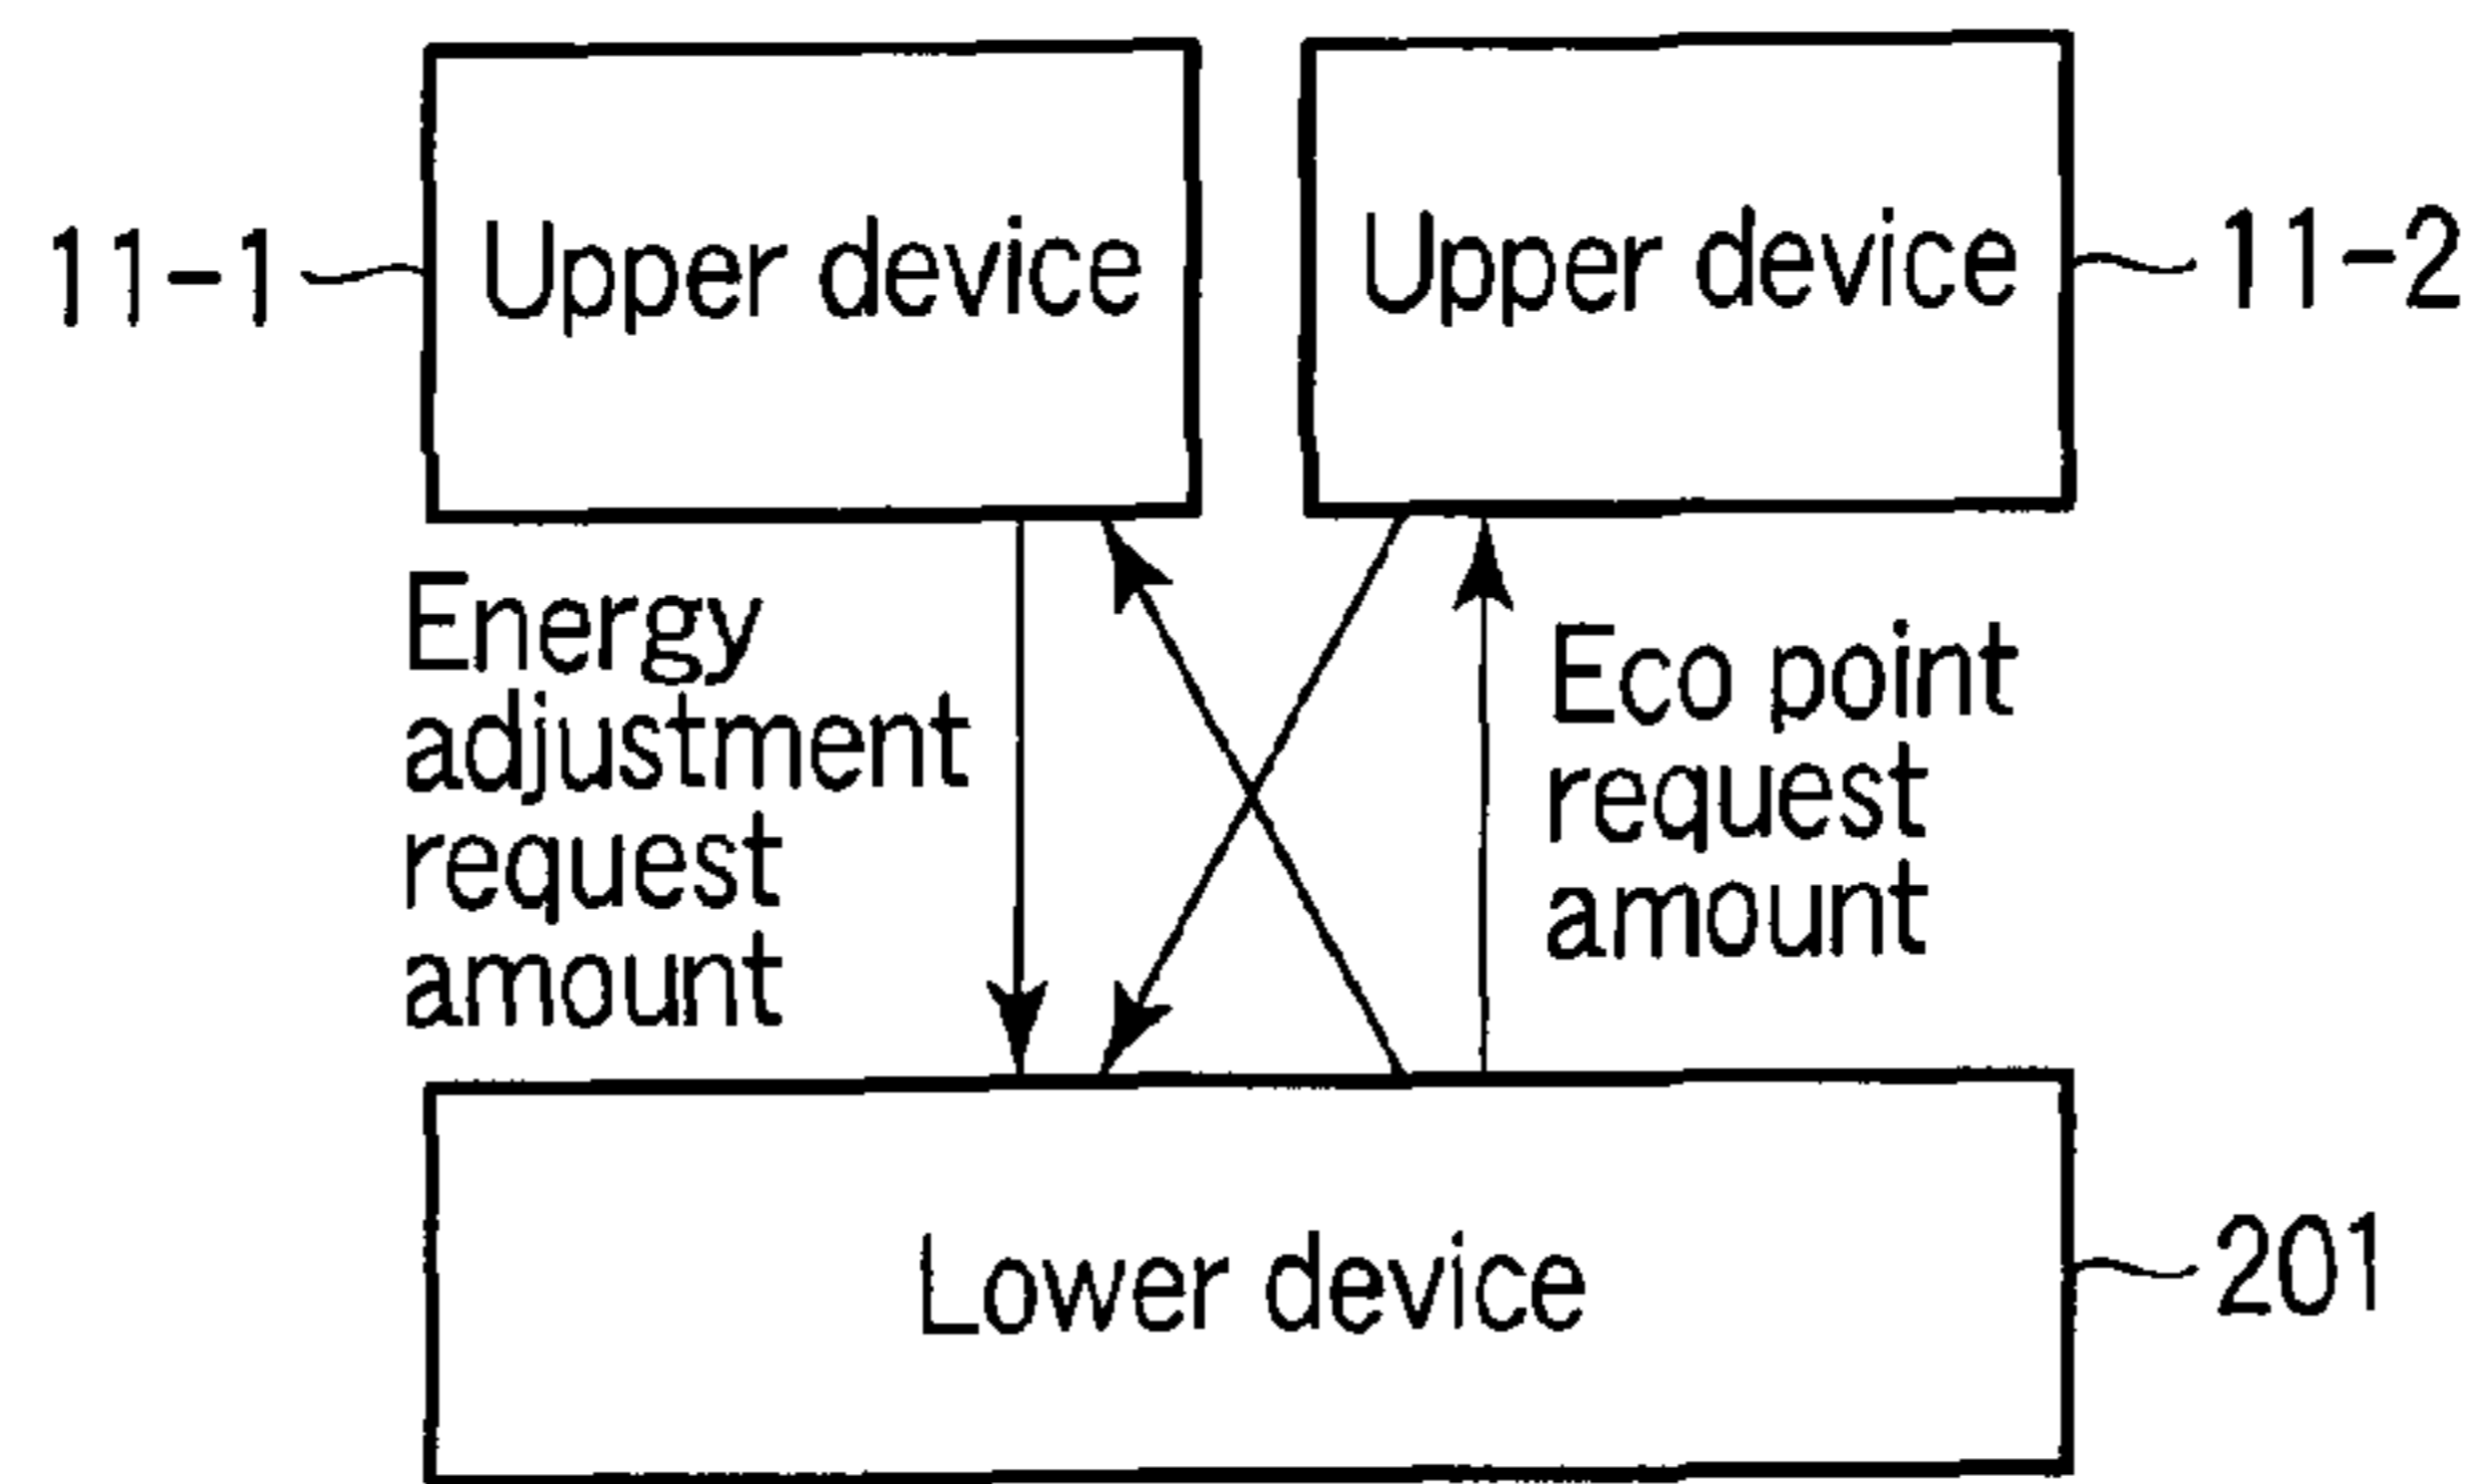 11-1
Upper device
Upper device
11-2
Energy
adjustment
request
amount
Eco point
request
amount
Lower device
201